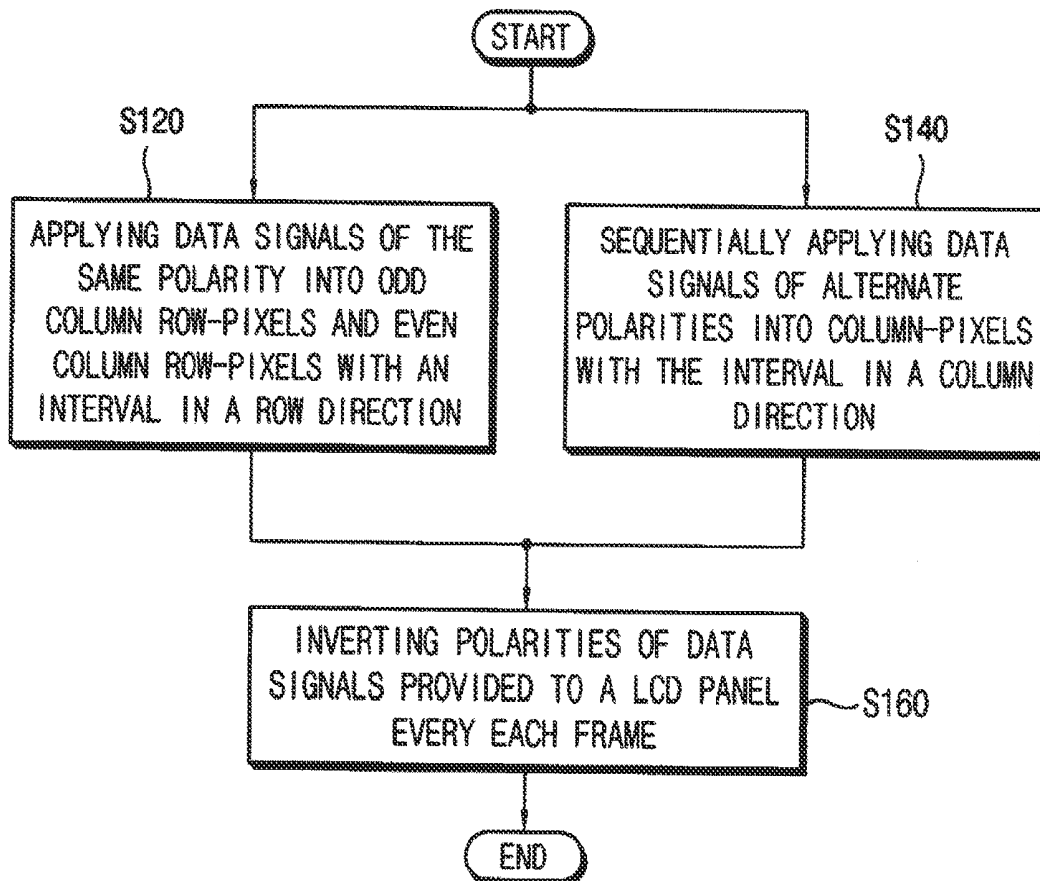 START
S120
S140
APPLYING DATA SIGNALS OF THE
SAME POLARITY INTO ODD
COLUMN ROW-PIXELS AND EVEN
COLUMN ROW-PIXELS WITH AN
INTERVAL IN A ROW DIRECTION
SEQUENTIALLY APPLYING DATA
SIGNALS OF ALTERNATE
POLARITIES INTO COLUMN-PIXELS
WITH THE INTERVAL IN A COLUMN
DIRECTION
INVERTING POLARITIES OF DATA
SIGNALS PROVIDED TO A LCD PANEL
EVERY EACH FRAME
S160
END